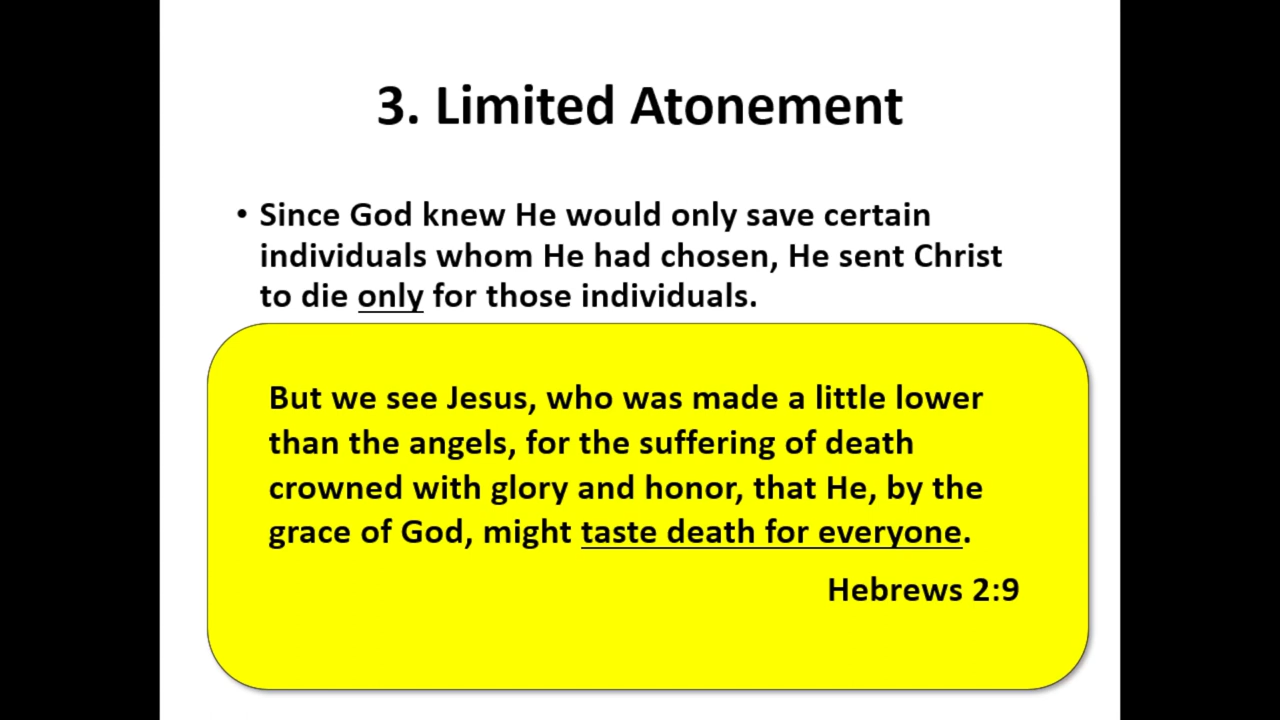 3. Limited Atonement
• Since God knew He would only save certain
individuals whom He had chosen, He sent Christ
to die only for those individuals.
But we see Jesus, who was made a little lower
than the angels, for the suffering of death
crowned with glory and honor, that He, by the
grace of God, might taste death for everyone.
Hebrews 2:9